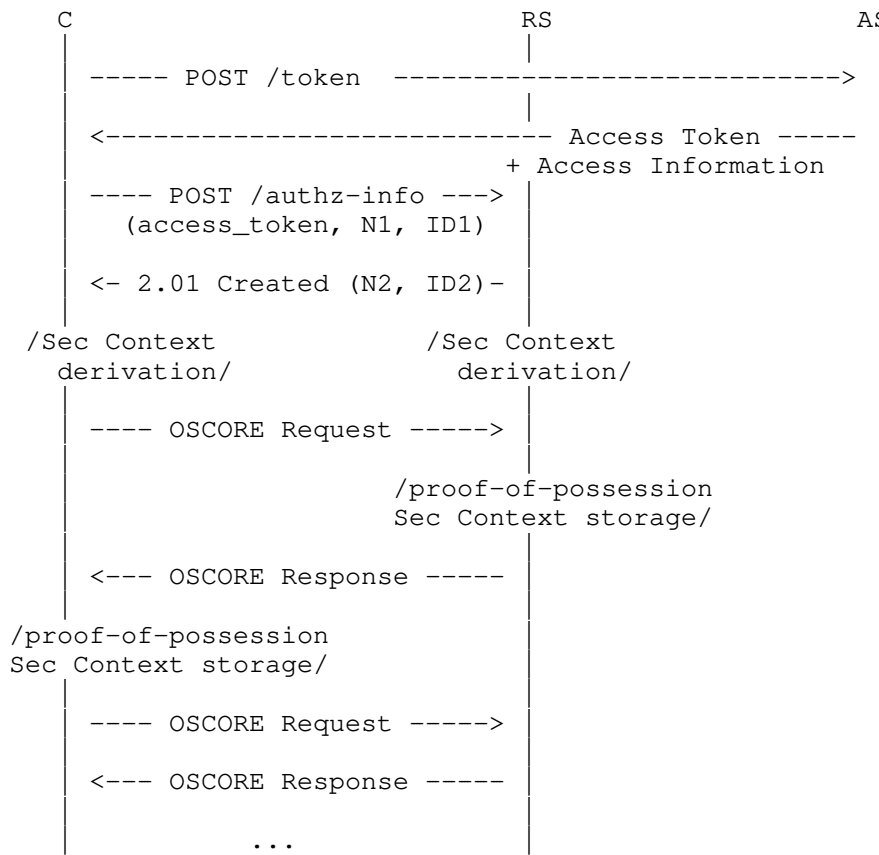 C RS AS
----- POST /token ---------------------------->
<---------------------------- Access Token -----
+ Access Information
---- POST /authz-info --->
(access_token, N1, ID1)
<- 2.01 Created (N2, ID2)-
/Sec Context /Sec Context
derivation/ derivation/
---- OSCORE Request ----->
/proof-of-possession
Sec Context storage/
<--- OSCORE Response -----
/proof-of-possession
Sec Context storage/
---- OSCORE Request ----->
<--- OSCORE Response -----
...